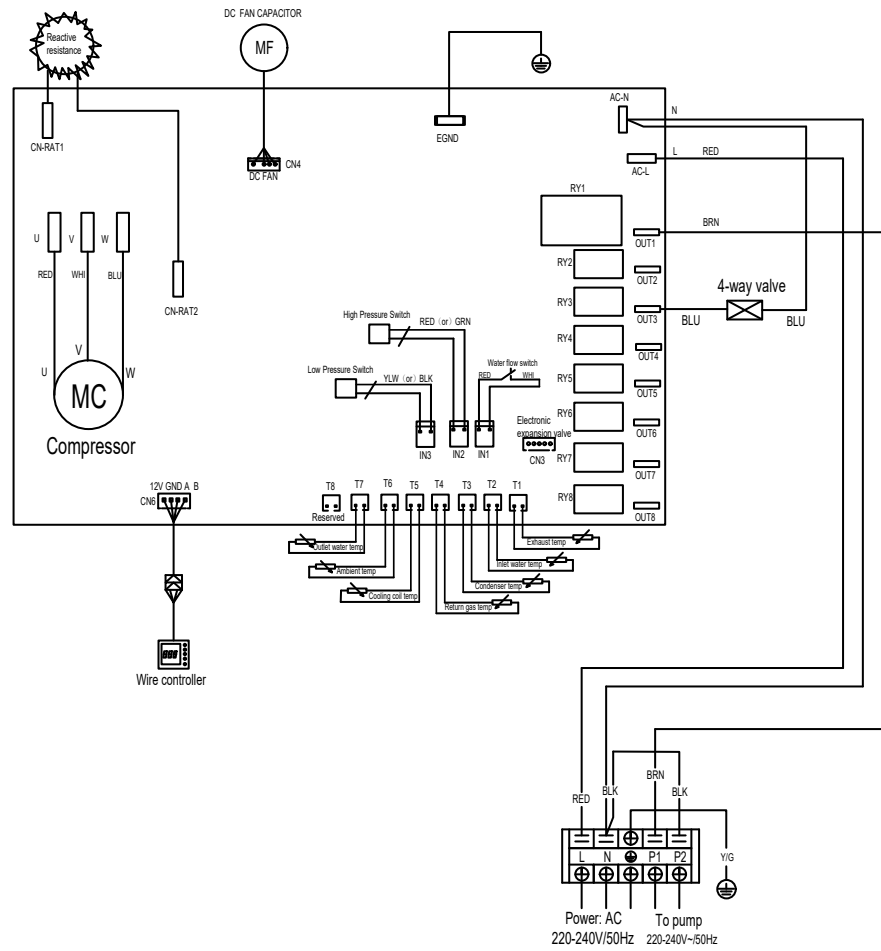 DC FAN CAPACITOR
Reactive
resistance
MF
AC-N
N
CN-RAT1
EGND
CN4
DC FAN
L
RED
AC-L
RY1
BRN
OUT1
U
V
W
RED
WHI
BLU
RY2
OUT2
CN-RAT2
RY3
4-way valve
OUT3
BLU
BLU
High Pressure Switch
RED（or）GRN
RY4
OUT4
V
U
W
MC
Compressor
Low Pressure Switch
YLW（or）BLK
Water flow switch
RED
WHI
RY5
OUT5
Electronic
expansion valve
RY6
OUT6
IN3
IN2
IN1
CN3
RY7
OUT7
12V GND A B
CN6
T8
T7
T6
T5
T4
T3
T2
T1
RY8
OUT8
Reserved
Outlet water temp
Exhaust temp
Ambient temp
Inlet water temp
Cooling coil temp
Condenser temp
Return gas temp
Wire controller
RED
BLK
BRN
BLK
L
N
P1
P2
Y/G
Power: AC
220-240V/50Hz
To pump
220-240V~/50Hz